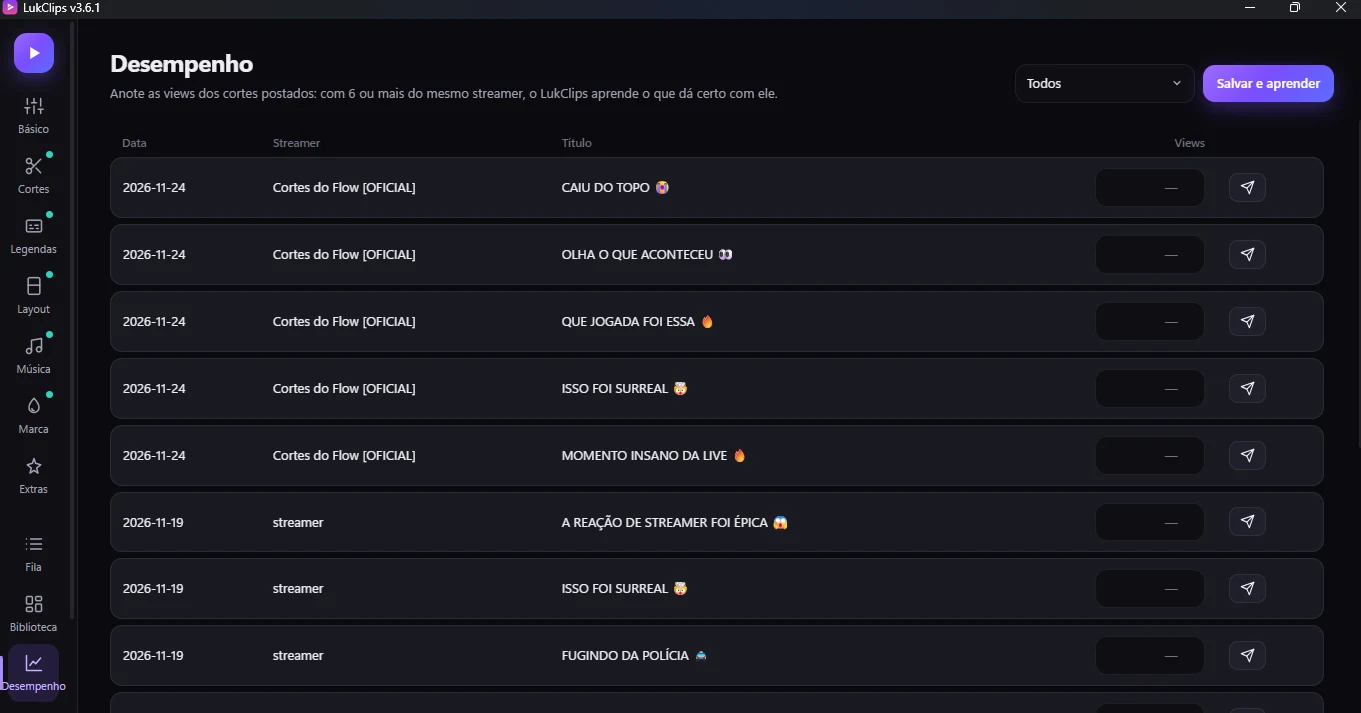 LukClips v3.6.1
Básico
Cortes
Legendas
Layout
Música
Marca
Extras
Fila
Biblioteca
Desempenho
Desempenho
Anote as views dos cortes postados: com 6 ou mais do mesmo streamer, o LukClips aprende o que dá certo com ele.
Todos
Salvar e aprender
Data Streamer Título Views
2026-11-24 Cortes do Flow [OFICIAL] CAIU DO TOPO 😭 —
2026-11-24 Cortes do Flow [OFICIAL] OLHA O QUE ACONTECEU 👀 —
2026-11-24 Cortes do Flow [OFICIAL] QUE JOGADA FOI ESSA 🔥 —
2026-11-24 Cortes do Flow [OFICIAL] ISSO FOI SURREAL 🤯 —
2026-11-24 Cortes do Flow [OFICIAL] MOMENTO INSANO DA LIVE 🔥 —
2026-11-19 streamer A REAÇÃO DE STREAMER FOI ÉPICA 😱 —
2026-11-19 streamer ISSO FOI SURREAL 🤯 —
2026-11-19 streamer FUGINDO DA POLÍCIA 🚔 —